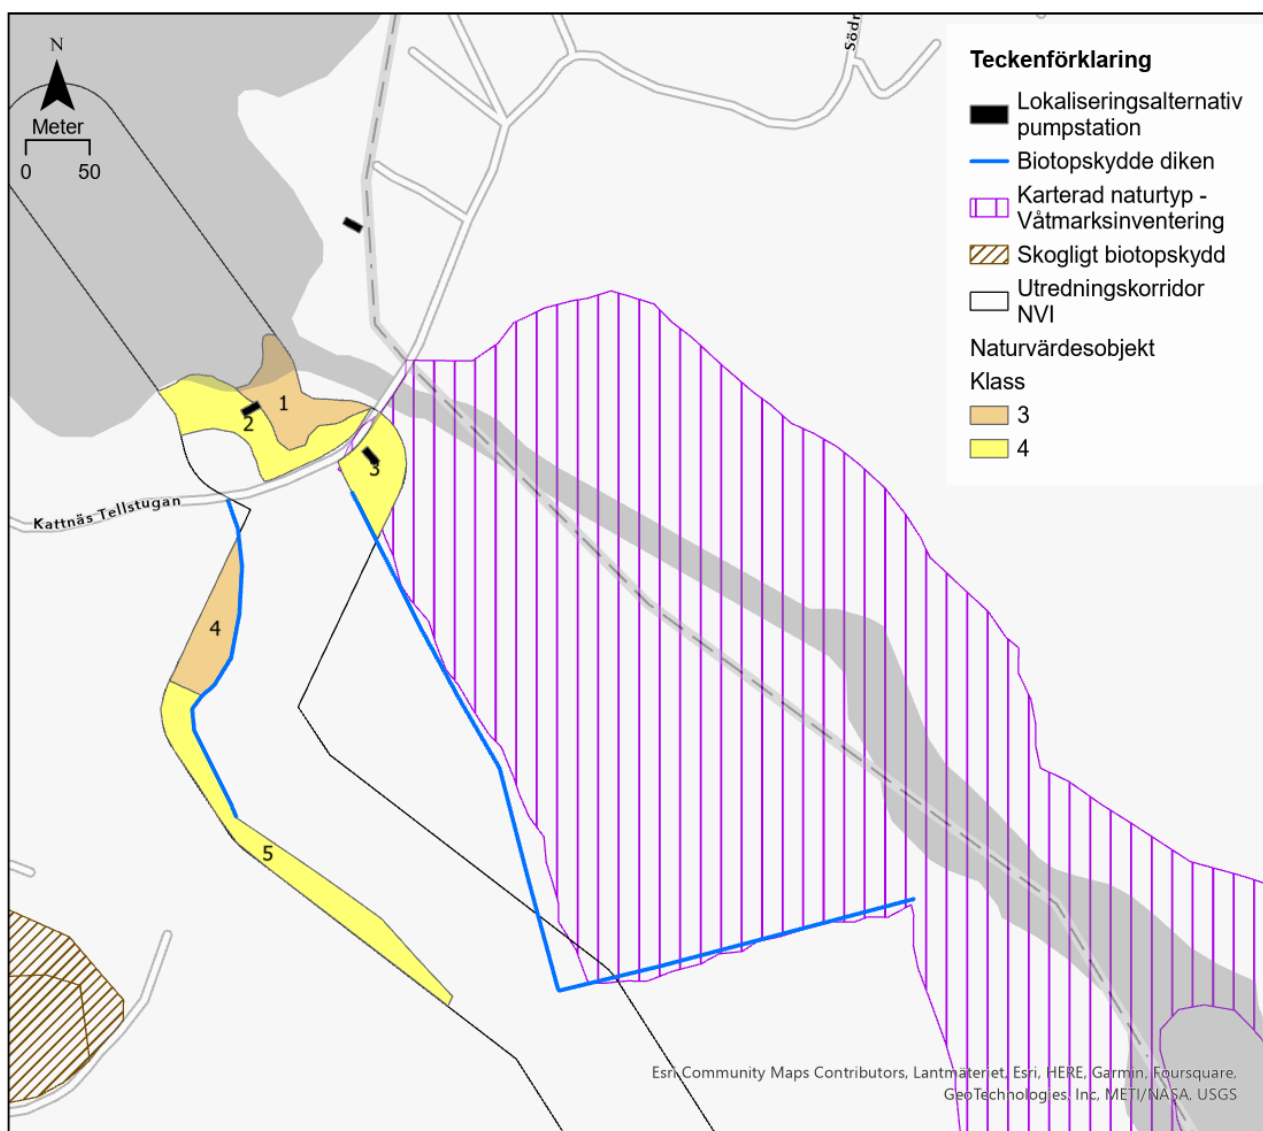 N
Meter
0 50
Södr
Teckenförklaring
Lokaliseringsalternativ
pumpstation
Biotopskydde diken
Karterad naturtyp -
Våtmarksinventering
Skogligt biotopskydd
Utredningskorridor
NVI
Naturvärdesobjekt
Klass
3
4
1
2
3
Kattnäs Tellstugan
4
5
Esri Community Maps Contributors, Lantmäteriet, Esri, HERE, Garmin, Foursquare,
GeoTechnologies, Inc, METI/NASA, USGS